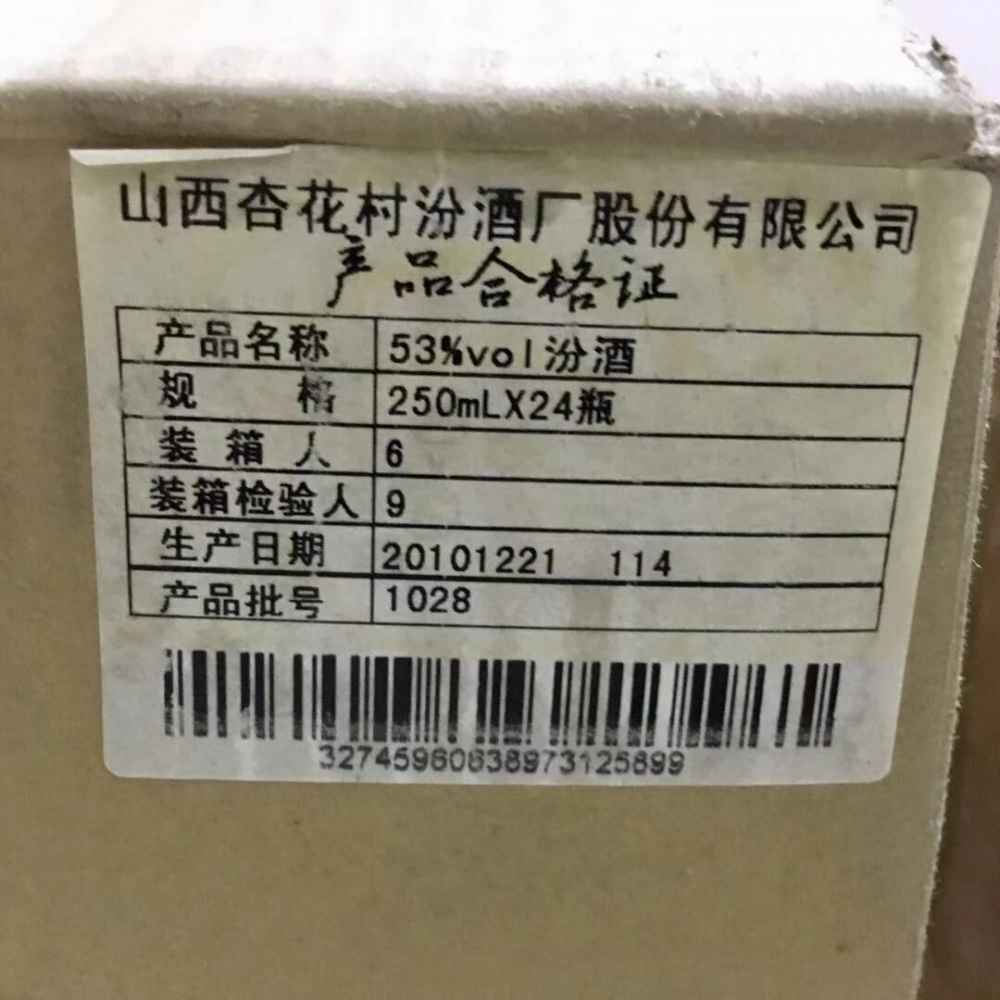 山西杏花村汾酒厂股份有限公司
产品合格证
产品名称 53%vol汾酒
规格 250mLX24瓶
装箱人 6
装箱检验人 9
生产日期 20101221 114
产品批号 1028
32745960638973125899